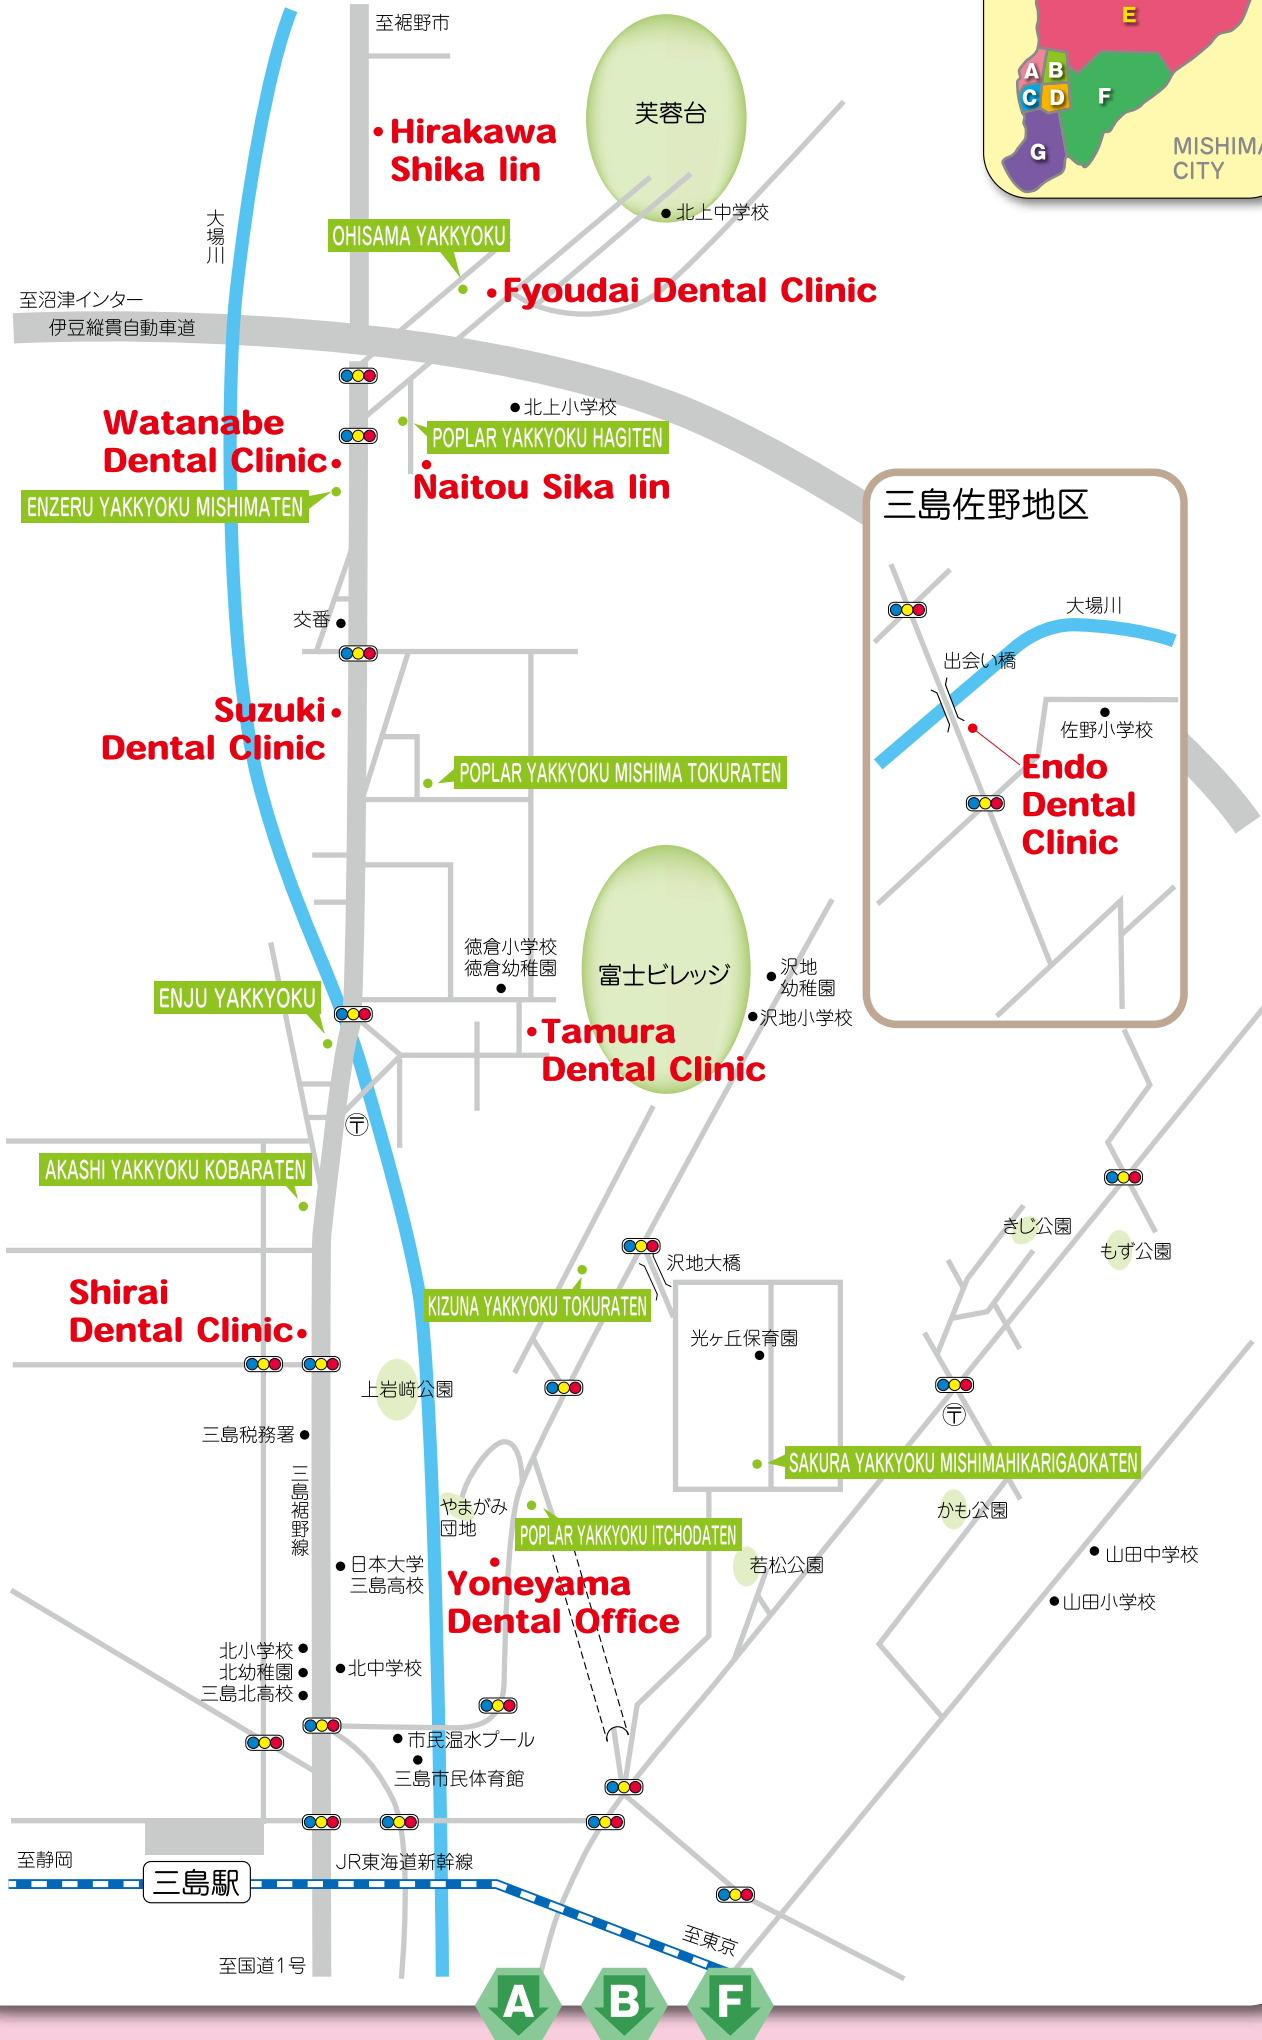 至裾野市
E
A
B
C
D
F
G
MISHIMA
CITY
芙蓉台
Hirakawa
Shika Iin
北上中学校
大場川
OHISAMA YAKKYOKU
Fyoudai Dental Clinic
至沼津インター
伊豆縦貫自動車道
北上小学校
Watanabe
Dental Clinic
POPLAR YAKKYOKU HAGITEN
Naitou Sika Iin
ENZERU YAKKYOKU MISHIMATEN
三島佐野地区
大場川
出会い橋
佐野小学校
Endo
Dental
Clinic
交番
Suzuki
Dental Clinic
POPLAR YAKKYOKU MISHIMA TOKURATEN
徳倉小学校
徳倉幼稚園
富士ビレッジ
沢地
幼稚園
沢地小学校
ENJU YAKKYOKU
Tamura
Dental Clinic
〒
AKASHI YAKKYOKU KOBARATEN
きじ公園
もず公園
沢地大橋
Shirai
Dental Clinic
KIZUNA YAKKYOKU TOKURATEN
光ヶ丘保育園
上岩﨑公園
〒
三島税務署
SAKURA YAKKYOKU MISHIMAHIKARIGAOKATEN
三島裾野線
やまがみ
団地
かも公園
POPLAR YAKKYOKU ITCHODATEN
日本大学
三島高校
若松公園
山田中学校
Yoneyama
Dental Office
山田小学校
北小学校
北幼稚園
三島北高校
北中学校
市民温水プール
三島市民体育館
至静岡
三島駅
JR東海道新幹線
至東京
至国道1号
A
B
F